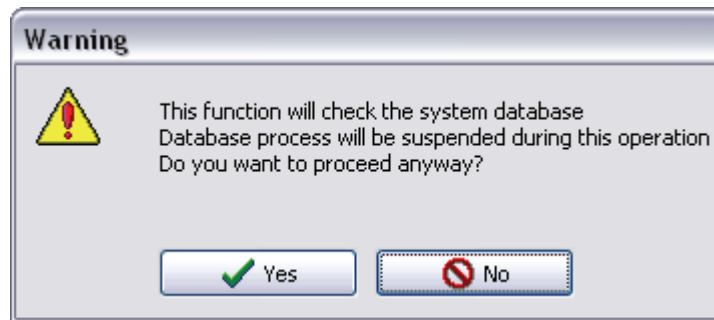 Warning
This function will check the system database
Database process will be suspended during this operation
Do you want to proceed anyway?
Yes
No